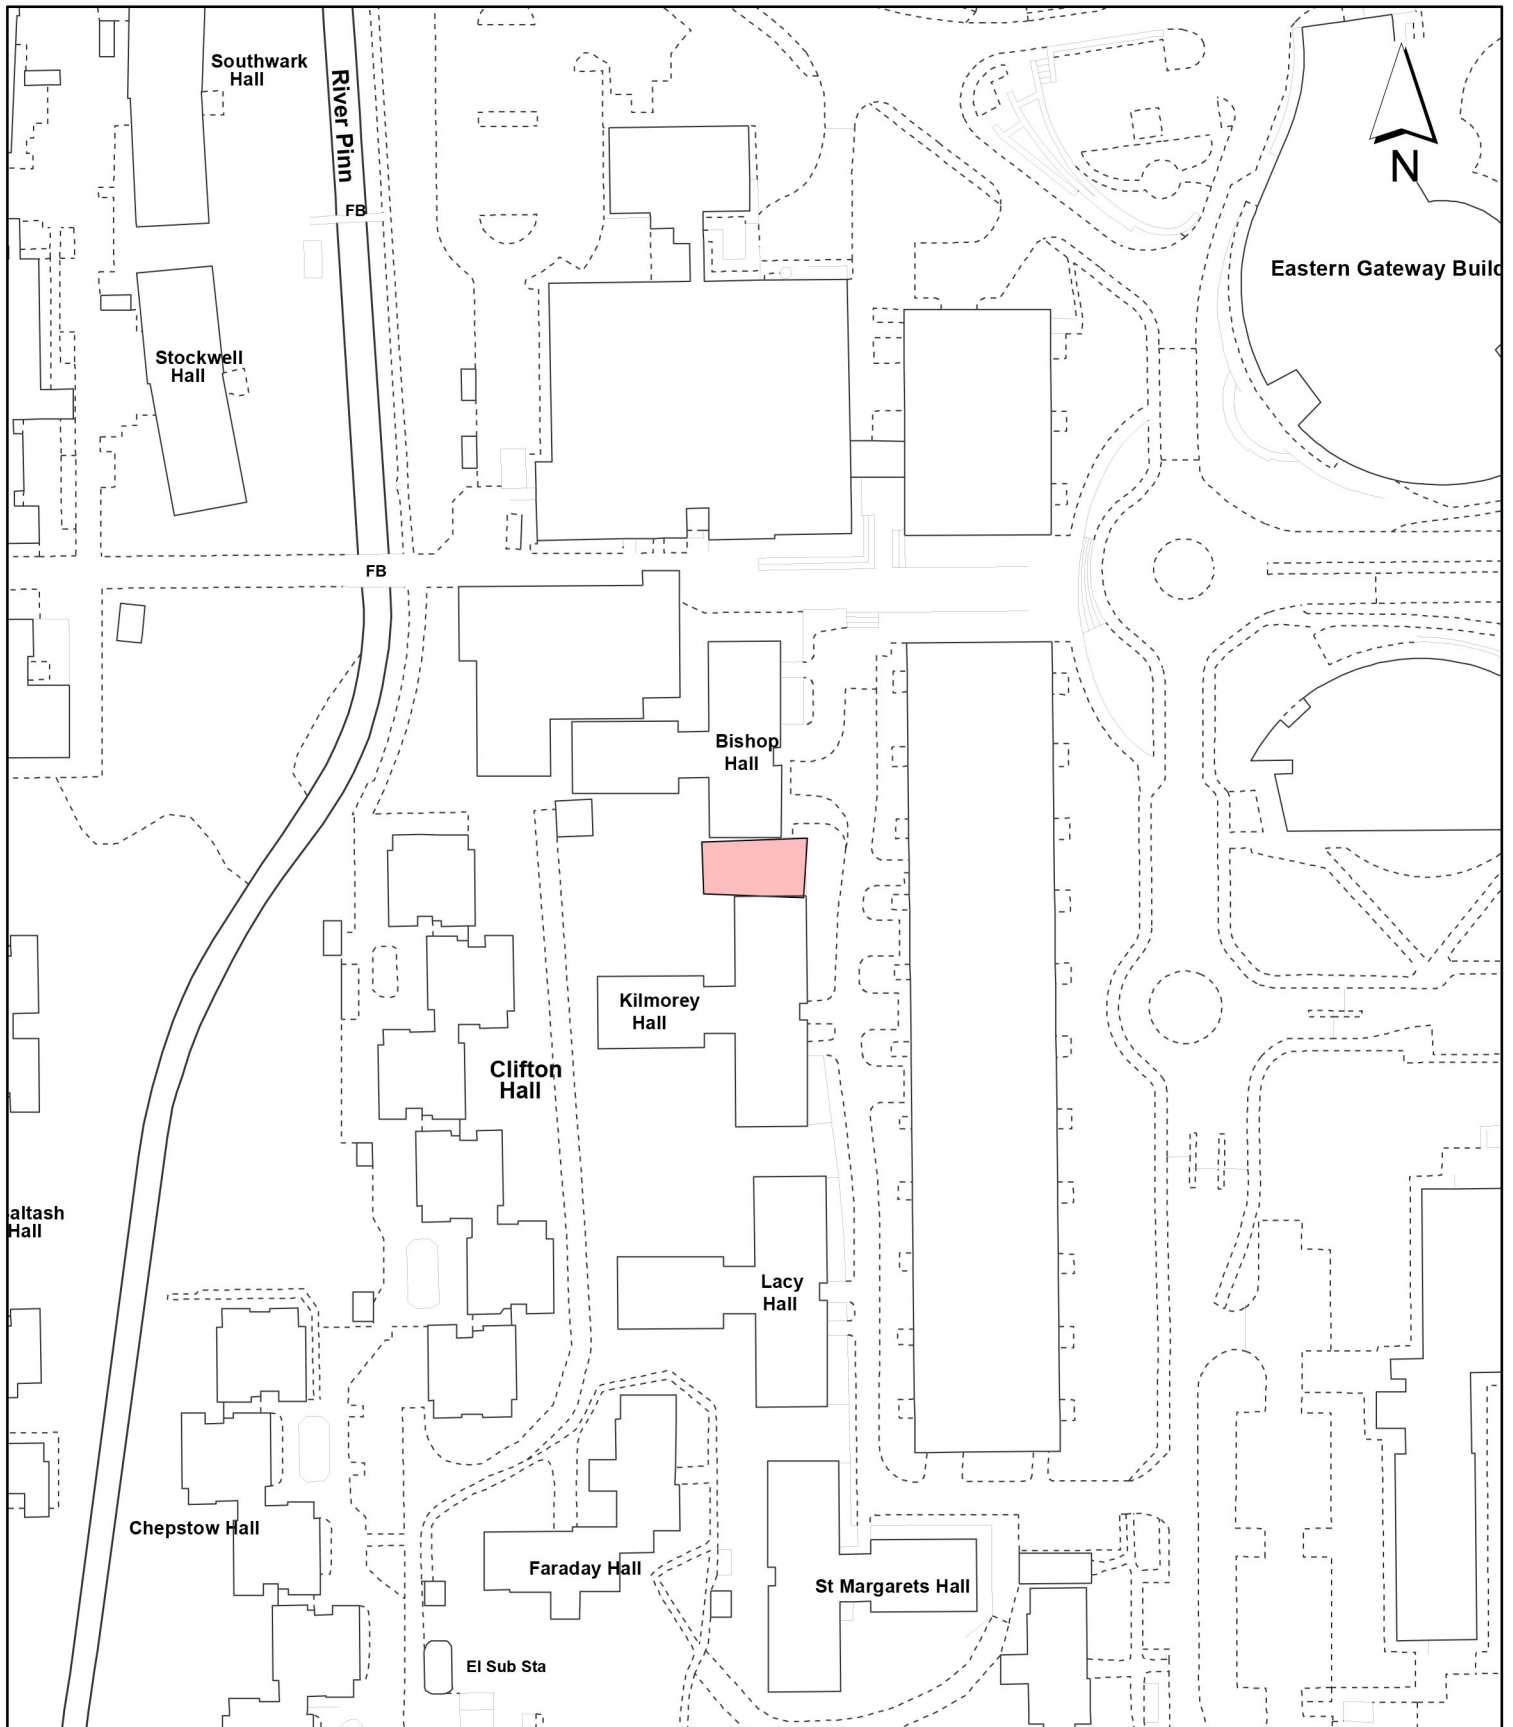 Southwark
Hall
River Pinn
N
FB
Eastern Gateway Build
Stockwell
Hall
FB
Bishop
Hall
Kilmorey
Hall
Clifton
Hall
altash
Hall
Lacy
Hall
Chepstow Hall
Faraday Hall
St Margarets Hall
El Sub Sta